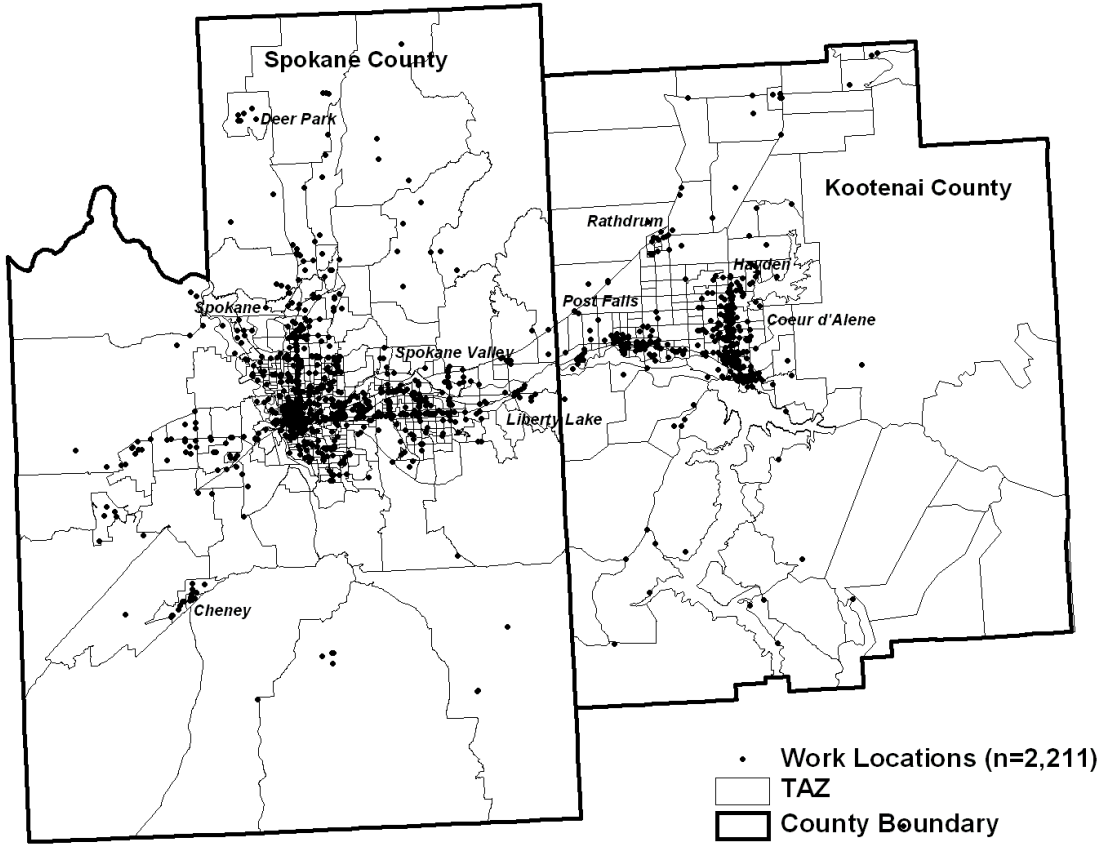 Spokane County
Deer Park
Kootenai County
Rathdrum
Hayden
Post Falls
Spokane
Coeur d'Alene
Spokane Valley
Liberty Lake
Cheney
Work Locations (n=2,211)
TAZ
County Boundary